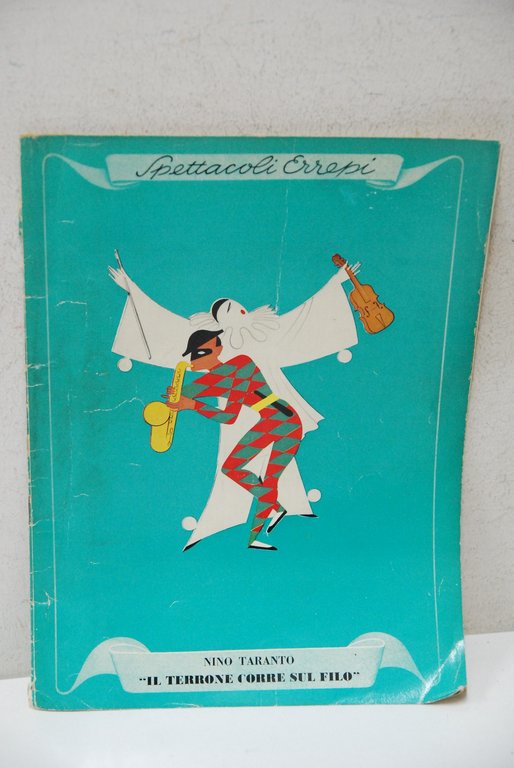 Spettacoli Errepi
NINO TARANTO
"IL TERRONE CORRE SUL FILO"